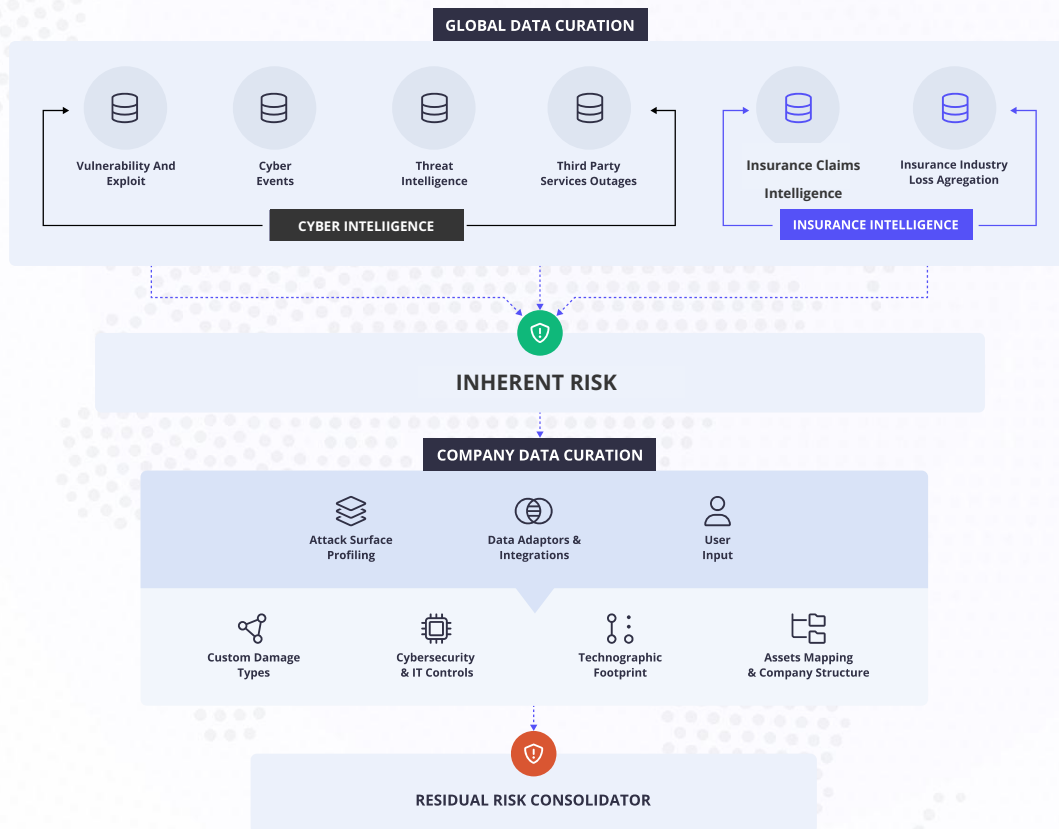 GLOBAL DATA CURATION
Vulnerability And
Exploit
Cyber
Events
Threat
Intelligence
Third Party
Services Outages
Insurance Claims
Intelligence
Insurance Industry
Loss Agregation
CYBER INTELIIGENCE
INSURANCE INTELLIGENCE
INHERENT RISK
COMPANY DATA CURATION
Attack Surface
Profiling
Data Adaptors &
Integrations
User
Input
Custom Damage
Types
Cybersecurity
& IT Controls
Technographic
Footprint
Assets Mapping
& Company Structure
RESIDUAL RISK CONSOLIDATOR